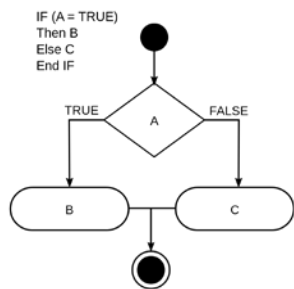 IF (A = TRUE)
Then B
Else C
End IF
TRUE
A
FALSE
B
C